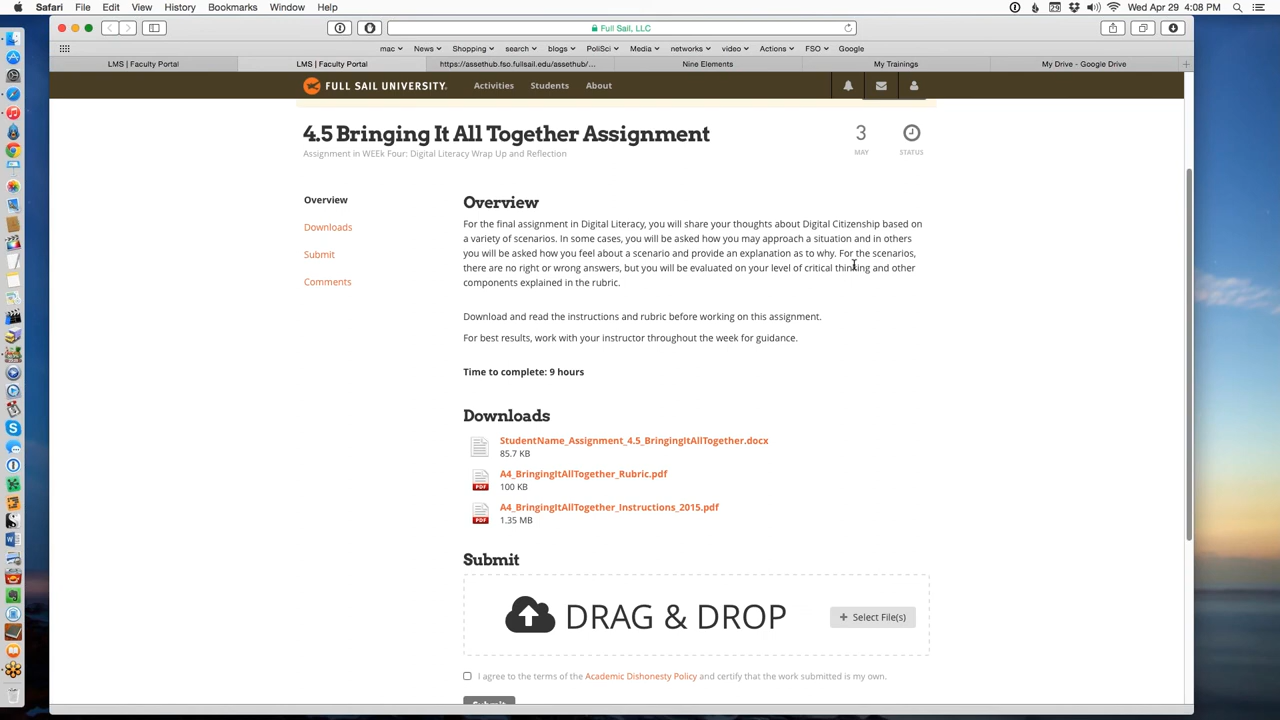 Safari File Edit View History Bookmarks Window Help
Wed Apr 29 4:08 PM
Full Sail, LLC
mac News Shopping search blogs PoliSci Media networks video Actions FSO Google
LMS | Faculty Portal LMS | Faculty Portal https://assethub.fso.fullsail.edu/assethub/... Nine Elements My Trainings My Drive - Google Drive
FULL SAIL UNIVERSITY. Activities Students About
4.5 Bringing It All Together Assignment
3
MAY
STATUS
Assignment in WEEk Four: Digital Literacy Wrap Up and Reflection
Overview
Downloads
Submit
Comments
Overview
For the final assignment in Digital Literacy, you will share your thoughts about Digital Citizenship based on
a variety of scenarios. In some cases, you will be asked how you may approach a situation and in others
you will be asked how you feel about a scenario and provide an explanation as to why. For the scenarios,
there are no right or wrong answers, but you will be evaluated on your level of critical thinking and other
components explained in the rubric.
Download and read the instructions and rubric before working on this assignment.
For best results, work with your instructor throughout the week for guidance.
Time to complete: 9 hours
Downloads
StudentName_Assignment_4.5_BringingItAllTogether.docx
85.7 KB
A4_BringingItAllTogether_Rubric.pdf
PDF
100 KB
A4_BringingItAllTogether_Instructions_2015.pdf
PDF
1.35 MB
Submit
DRAG & DROP
+ Select File(s)
I agree to the terms of the Academic Dishonesty Policy and certify that the work submitted is my own.
Submit